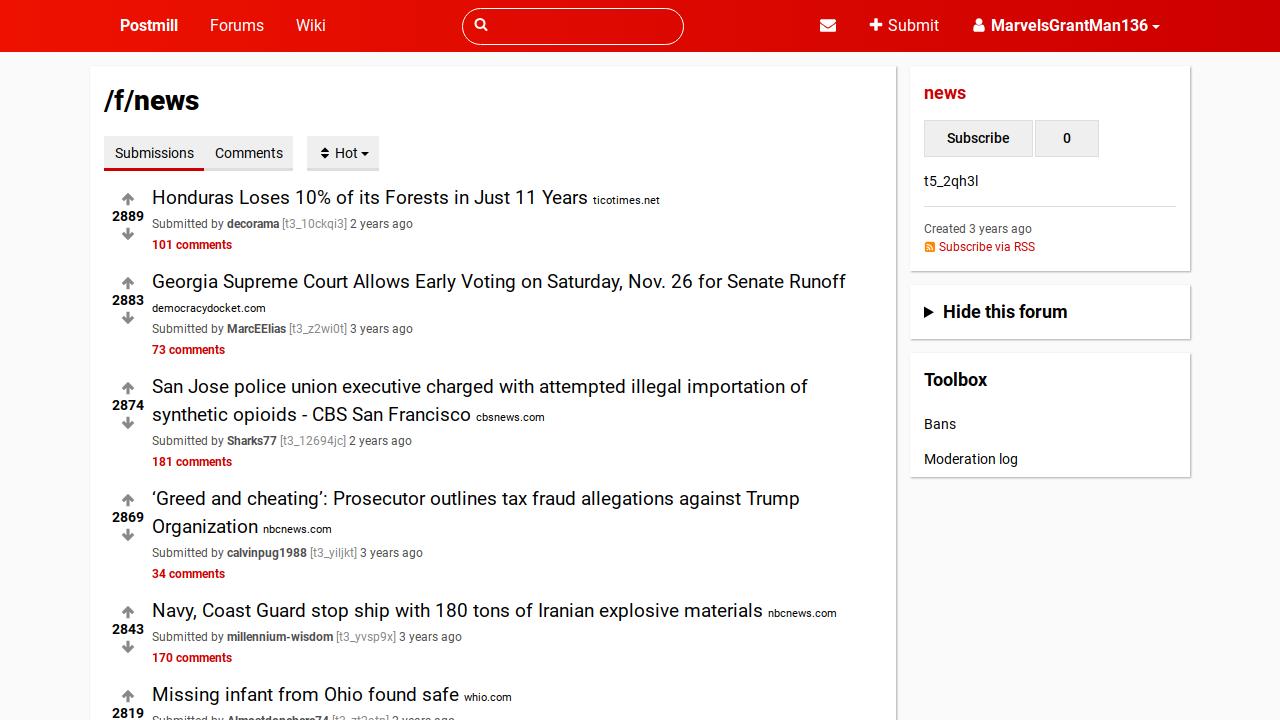 Postmill Forums Wiki Submit MarvelsGrantMan136
/f/news
Submissions Comments Hot
Honduras Loses 10% of its Forests in Just 11 Years ticotimes.net
2889
Submitted by decorama [t3_10ckqi3] 2 years ago
101 comments
Georgia Supreme Court Allows Early Voting on Saturday, Nov. 26 for Senate Runoff
democracydocket.com
2883
Submitted by MarcEElias [t3_z2wi0t] 3 years ago
73 comments
San Jose police union executive charged with attempted illegal importation of
synthetic opioids - CBS San Francisco cbsnews.com
2874
Submitted by Sharks77 [t3_12694jc] 2 years ago
181 comments
‘Greed and cheating’: Prosecutor outlines tax fraud allegations against Trump
Organization nbcnews.com
2869
Submitted by calvinpug1988 [t3_yiljkt] 3 years ago
34 comments
Navy, Coast Guard stop ship with 180 tons of Iranian explosive materials nbcnews.com
2843
Submitted by millennium-wisdom [t3_yvsp9x] 3 years ago
170 comments
Missing infant from Ohio found safe whio.com
2819
Submitted by
news
Subscribe 0
t5_2qh3l
Created 3 years ago
Subscribe via RSS
Hide this forum
Toolbox
Bans
Moderation log